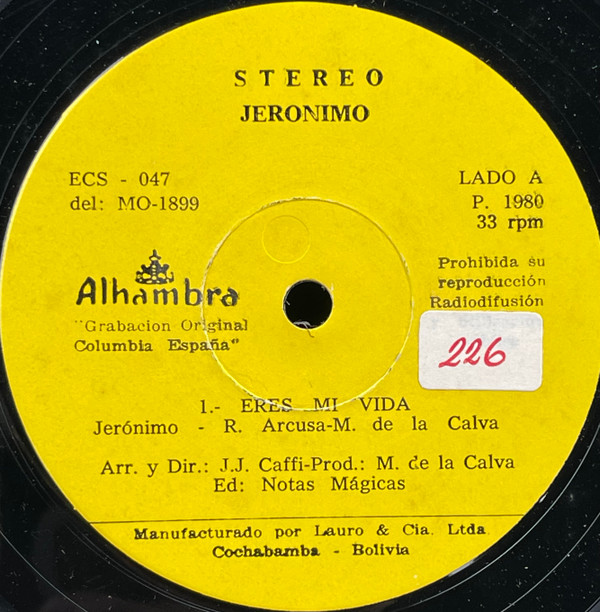 STEREO
JERONIMO
ECS - 047
del: MO-1899
LADO A
P. 1980
33 rpm
Alhambra
"Grabacion Original
Columbia España"
Prohibida su
reproducción
Radiodifusión
226
1.- ERES MI VIDA
Jerónimo - R. Arcusa-M. de la Calva
Arr. y Dir.: J.J. Caffi-Prod.: M. de la Calva
Ed: Notas Mágicas
Manufacturado por Lauro & Cia. Ltda.
Cochabamba - Bolivia